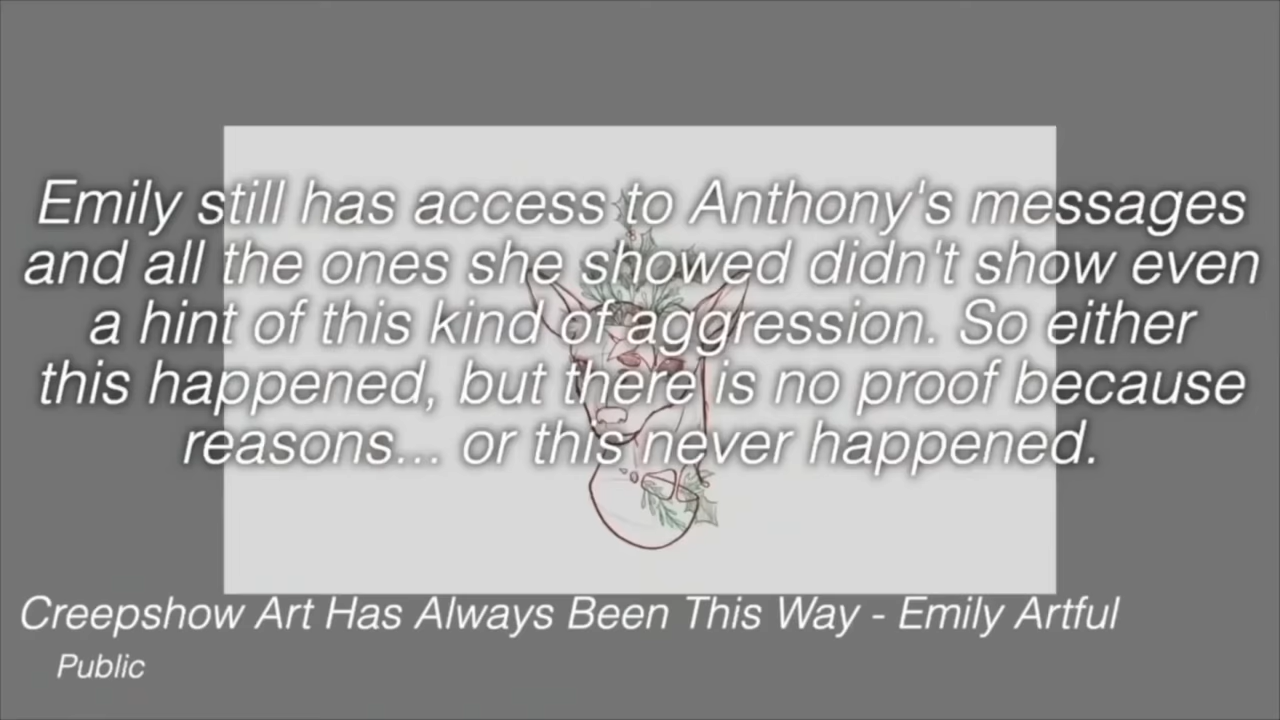 Emily still has access to Anthony's messages
and all the ones she showed didn't show even
a hint of this kind of aggression. So either
this happened, but there is no proof because
reasons... or this never happened.
Creepshow Art Has Always Been This Way - Emily Artful
Public